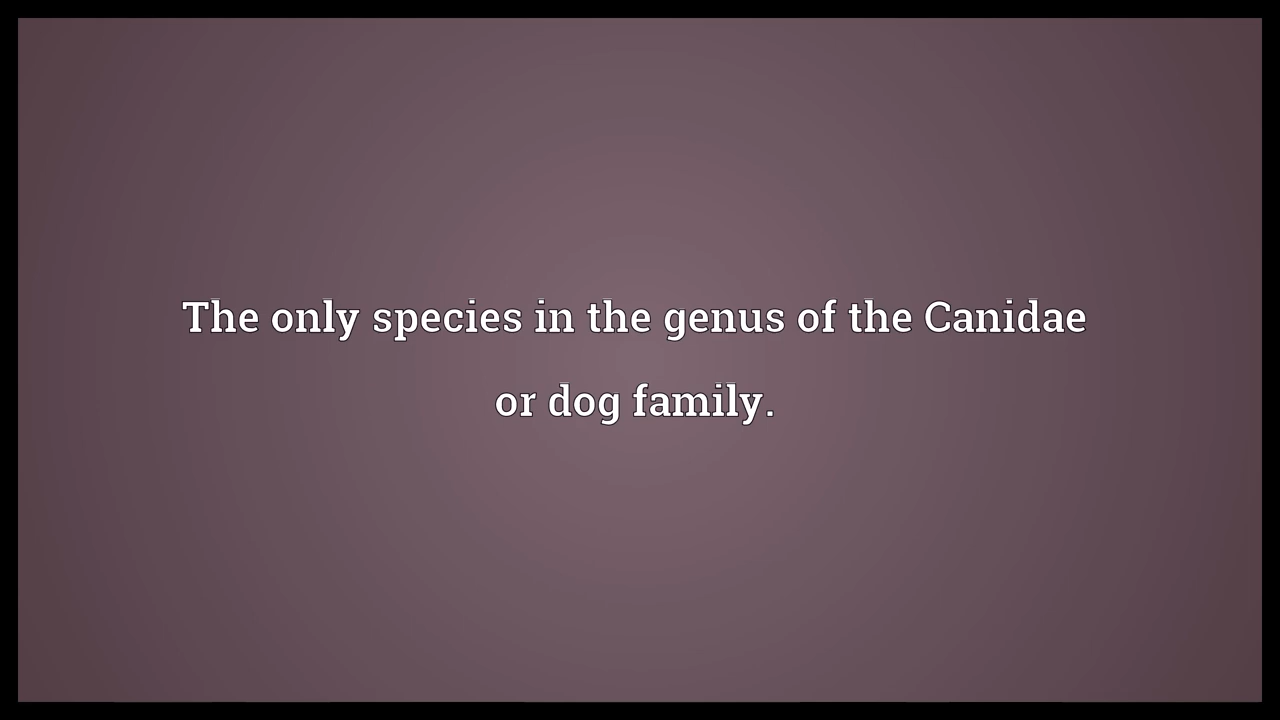 The only species in the genus of the Canidae
or dog family.